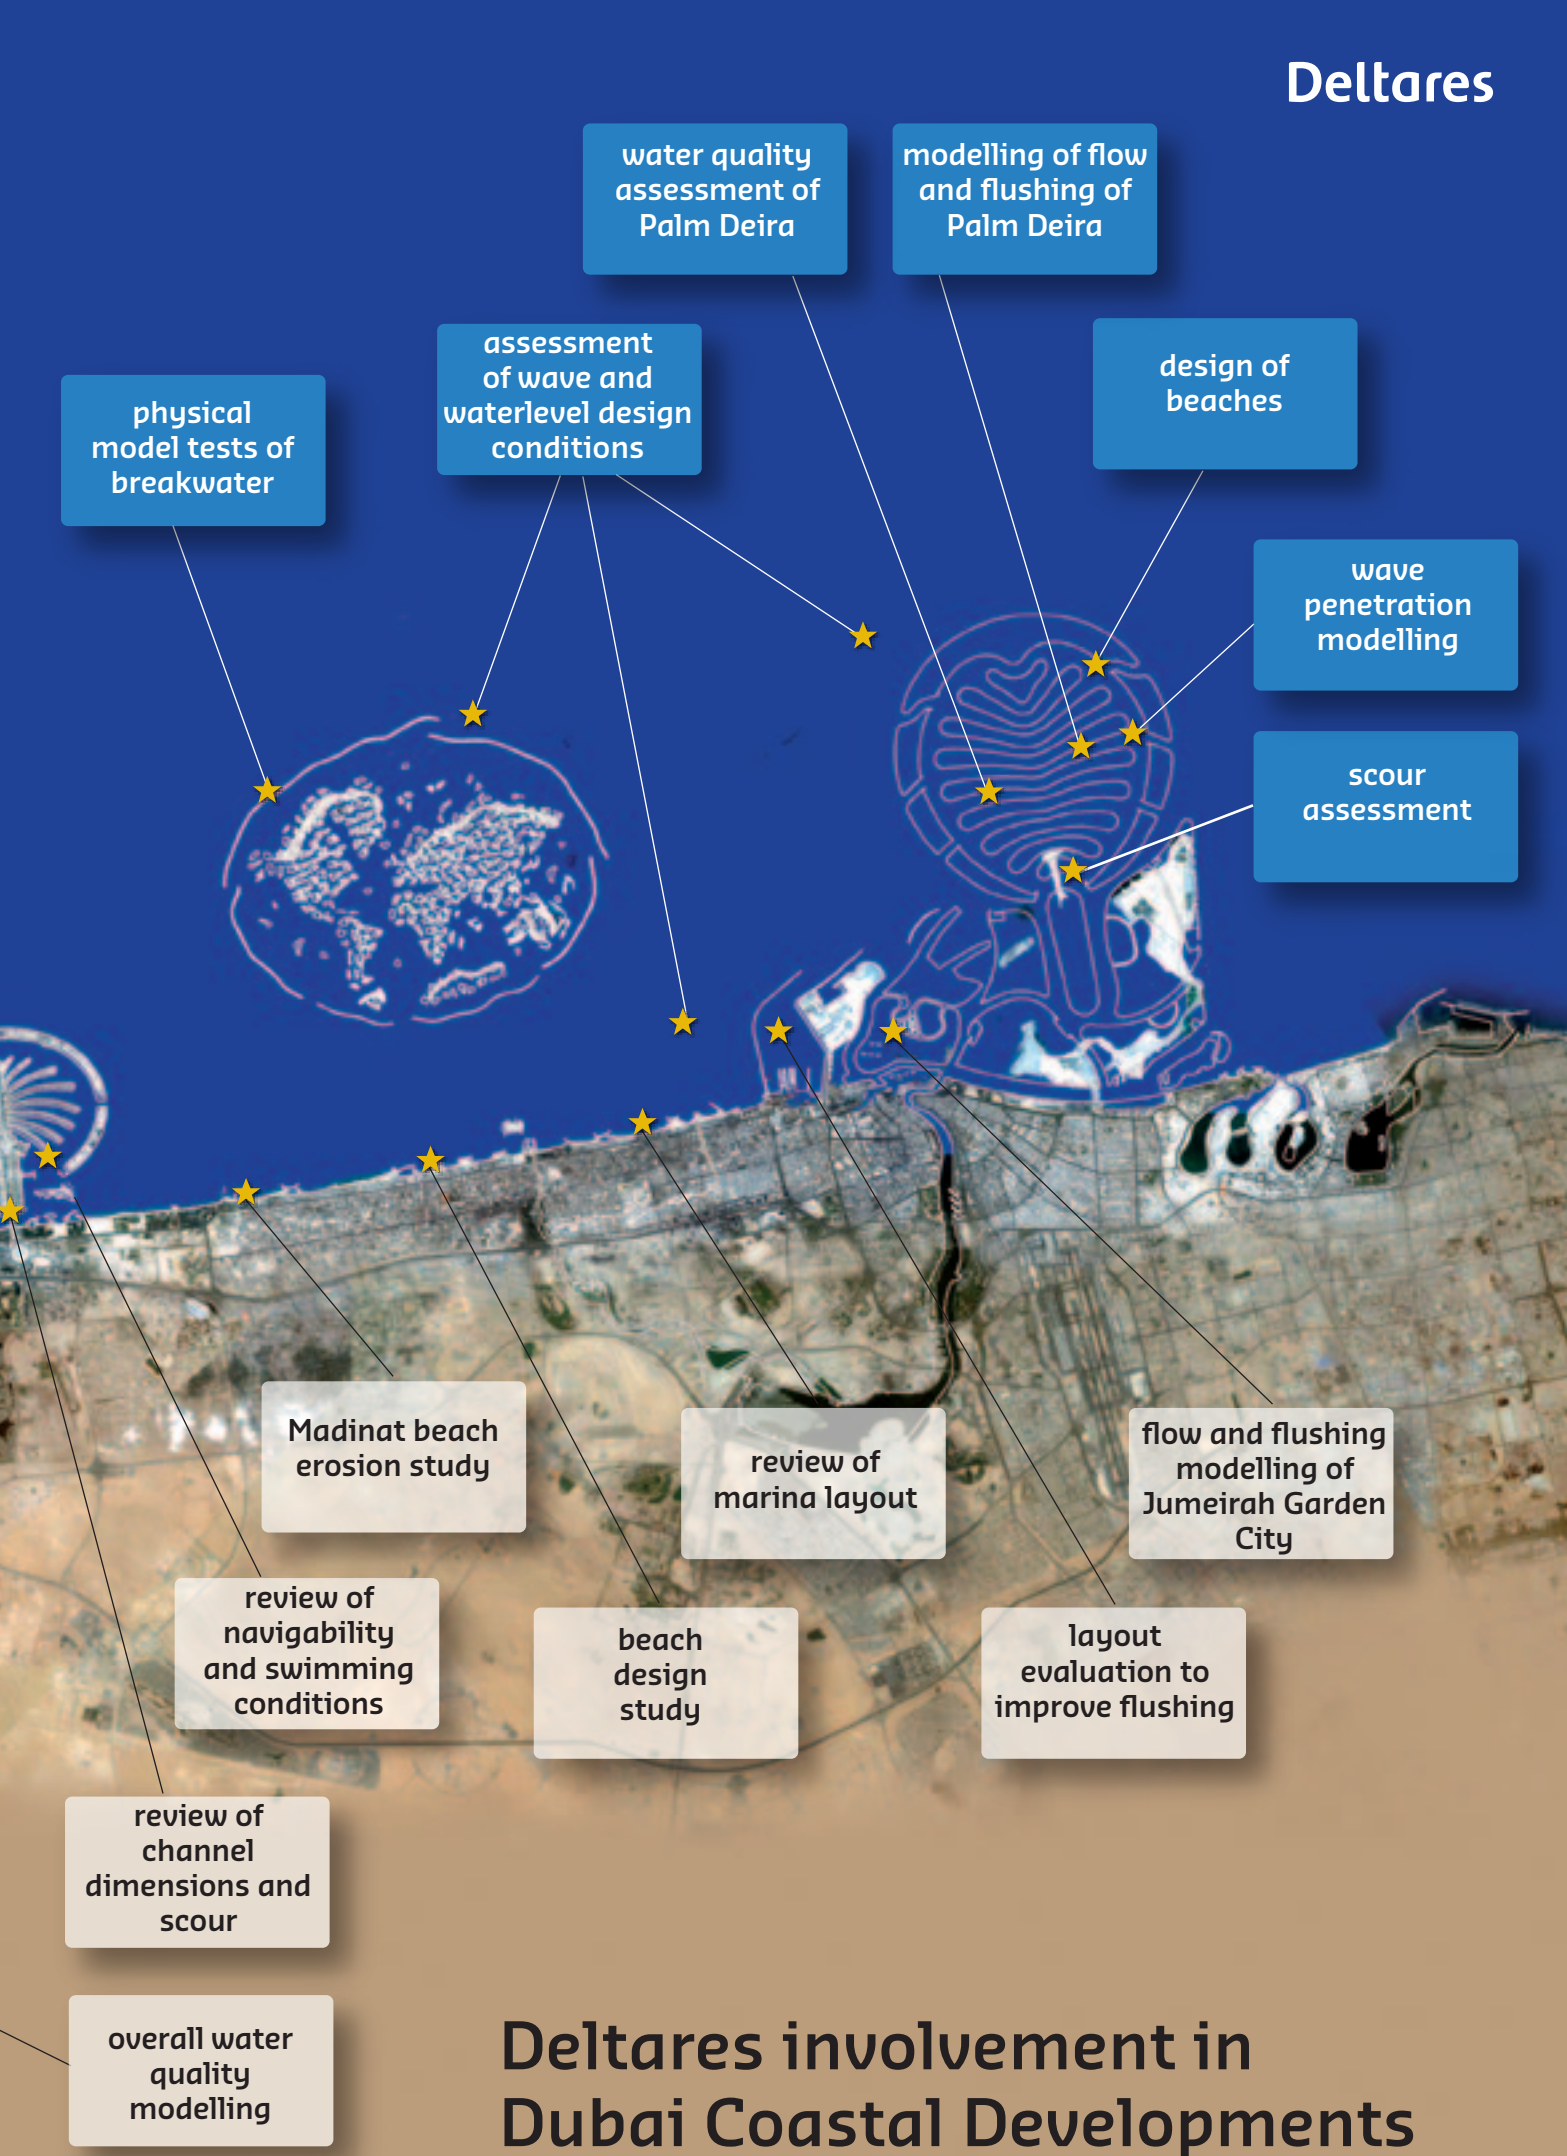 Deltares
water quality
assessment of
Palm Deira
modelling of flow
and flushing of
Palm Deira
assessment
of wave and
waterlevel design
conditions
design of
beaches
physical
model tests of
breakwater
wave
penetration
modelling
scour
assessment
Madinat beach
erosion study
review of
marina layout
flow and flushing
modelling of
Jumeirah Garden
City
review of
navigability
and swimming
conditions
beach
design
study
layout
evaluation to
improve flushing
review of
channel
dimensions and
scour
overall water
quality
modelling
Deltares involvement in
Dubai Coastal Developments